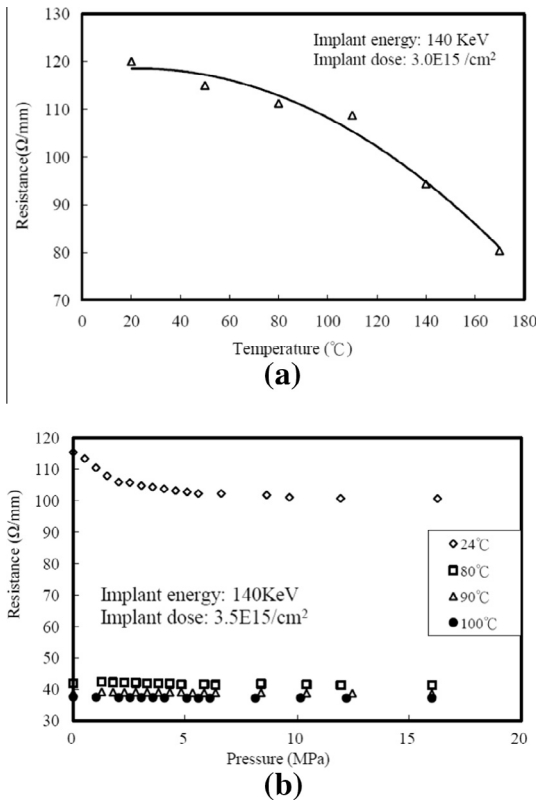 130
120
110
100
90
80
70
Resistance(Ω/mm)
Implant energy: 140 KeV
Implant dose: 3.0E15 /cm²
0 20 40 60 80 100 120 140 160 180
Temperature (℃)
(a)
120
110
100
90
80
70
60
50
40
30
Resistance (Ω/mm)
24℃
80℃
90℃
100℃
Implant energy: 140KeV
Implant dose: 3.5E15/cm²
0 5 10 15 20
Pressure (MPa)
(b)